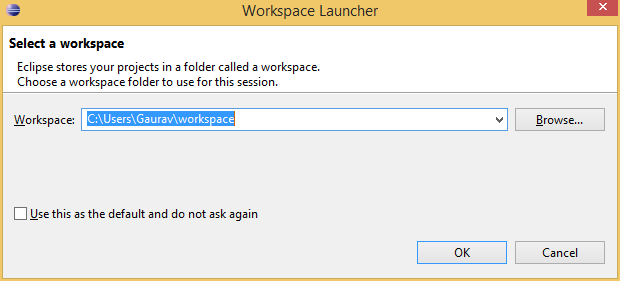 Workspace Launcher
Select a workspace
Eclipse stores your projects in a folder called a workspace.
Choose a workspace folder to use for this session.
Workspace: C:\Users\Gaurav\workspace Browse...
Use this as the default and do not ask again
OK Cancel